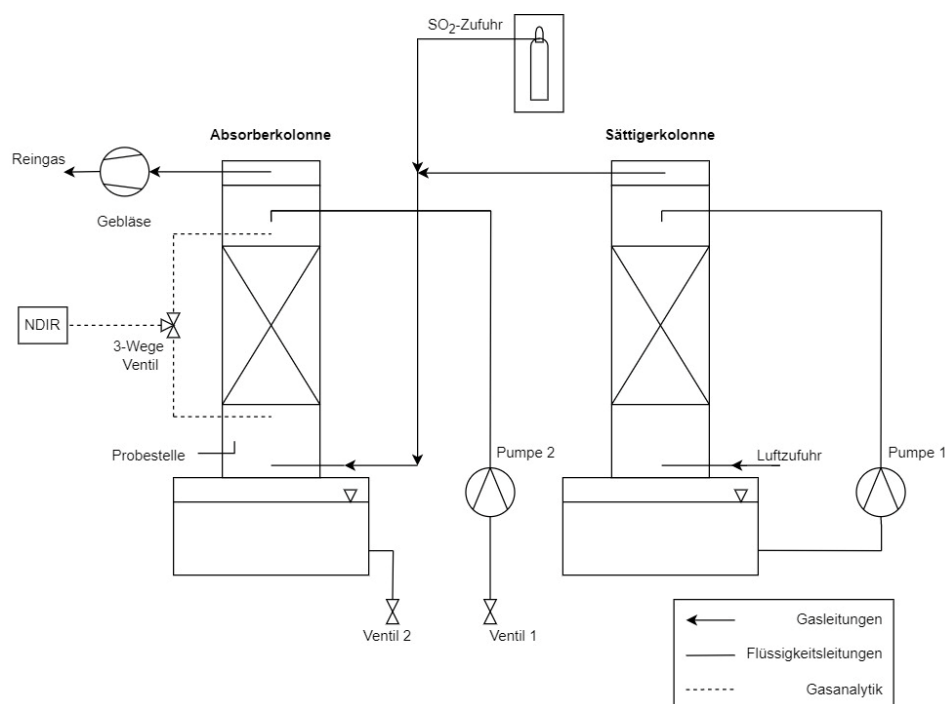 SO2-Zufuhr
Absorberkolonne
Sättigerkolonne
Reingas
Gebläse
NDIR
3-Wege
Ventil
Probestelle
Pumpe 2
Luftzufuhr
Pumpe 1
Ventil 2
Ventil 1
Gasleitungen
Flüssigkeitsleitungen
Gasanalytik